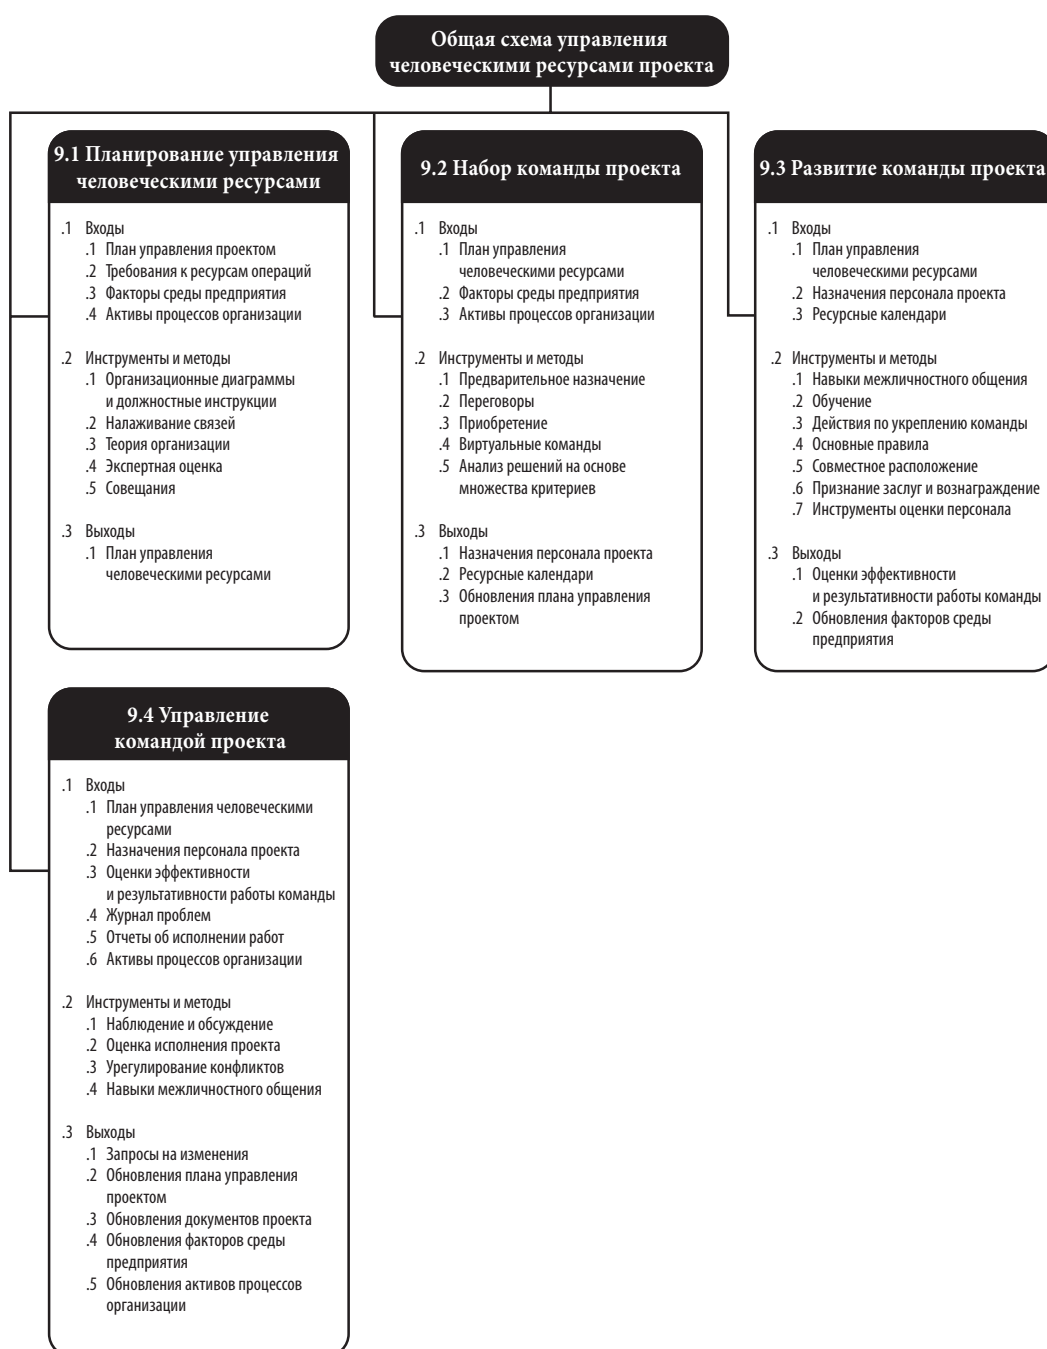 Общая схема управления
человеческими ресурсами проекта
9.1 Планирование управления
человеческими ресурсами
.1 Входы
.1 План управления проектом
.2 Требования к ресурсам операций
.3 Факторы среды предприятия
.4 Активы процессов организации
.2 Инструменты и методы
.1 Организационные диаграммы
и должностные инструкции
.2 Налаживание связей
.3 Теория организации
.4 Экспертная оценка
.5 Совещания
.3 Выходы
.1 План управления
человеческими ресурсами
9.2 Набор команды проекта
.1 Входы
.1 План управления
человеческими ресурсами
.2 Факторы среды предприятия
.3 Активы процессов организации
.2 Инструменты и методы
.1 Предварительное назначение
.2 Переговоры
.3 Приобретение
.4 Виртуальные команды
.5 Анализ решений на основе
множества критериев
.3 Выходы
.1 Назначения персонала проекта
.2 Ресурсные календари
.3 Обновления плана управления
проектом
9.3 Развитие команды проекта
.1 Входы
.1 План управления
человеческими ресурсами
.2 Назначения персонала проекта
.3 Ресурсные календари
.2 Инструменты и методы
.1 Навыки межличностного общения
.2 Обучение
.3 Действия по укреплению команды
.4 Основные правила
.5 Совместное расположение
.6 Признание заслуг и вознаграждение
.7 Инструменты оценки персонала
.3 Выходы
.1 Оценки эффективности
и результативности работы команды
.2 Обновления факторов среды
предприятия
9.4 Управление
командой проекта
.1 Входы
.1 План управления человеческими
ресурсами
.2 Назначения персонала проекта
.3 Оценки эффективности
и результативности работы команды
.4 Журнал проблем
.5 Отчеты об исполнении работ
.6 Активы процессов организации
.2 Инструменты и методы
.1 Наблюдение и обсуждение
.2 Оценка исполнения проекта
.3 Урегулирование конфликтов
.4 Навыки межличностного общения
.3 Выходы
.1 Запросы на изменения
.2 Обновления плана управления
проектом
.3 Обновления документов проекта
.4 Обновления факторов среды
предприятия
.5 Обновления активов процессов
организации